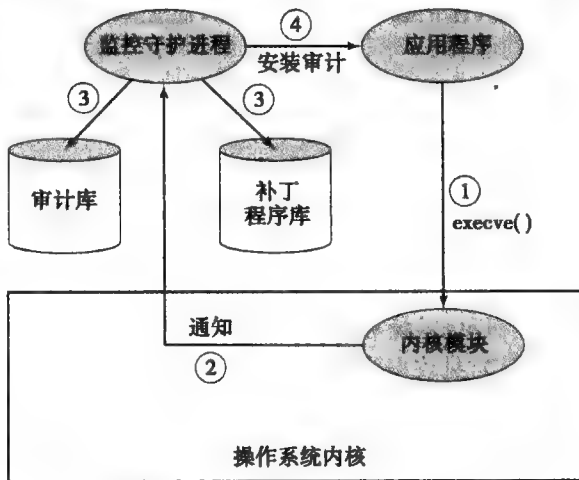 监控守护进程
④
安装审计
应用程序
③
③
审计库
补丁
程序库
①
execve()
通知
②
内核模块
操作系统内核